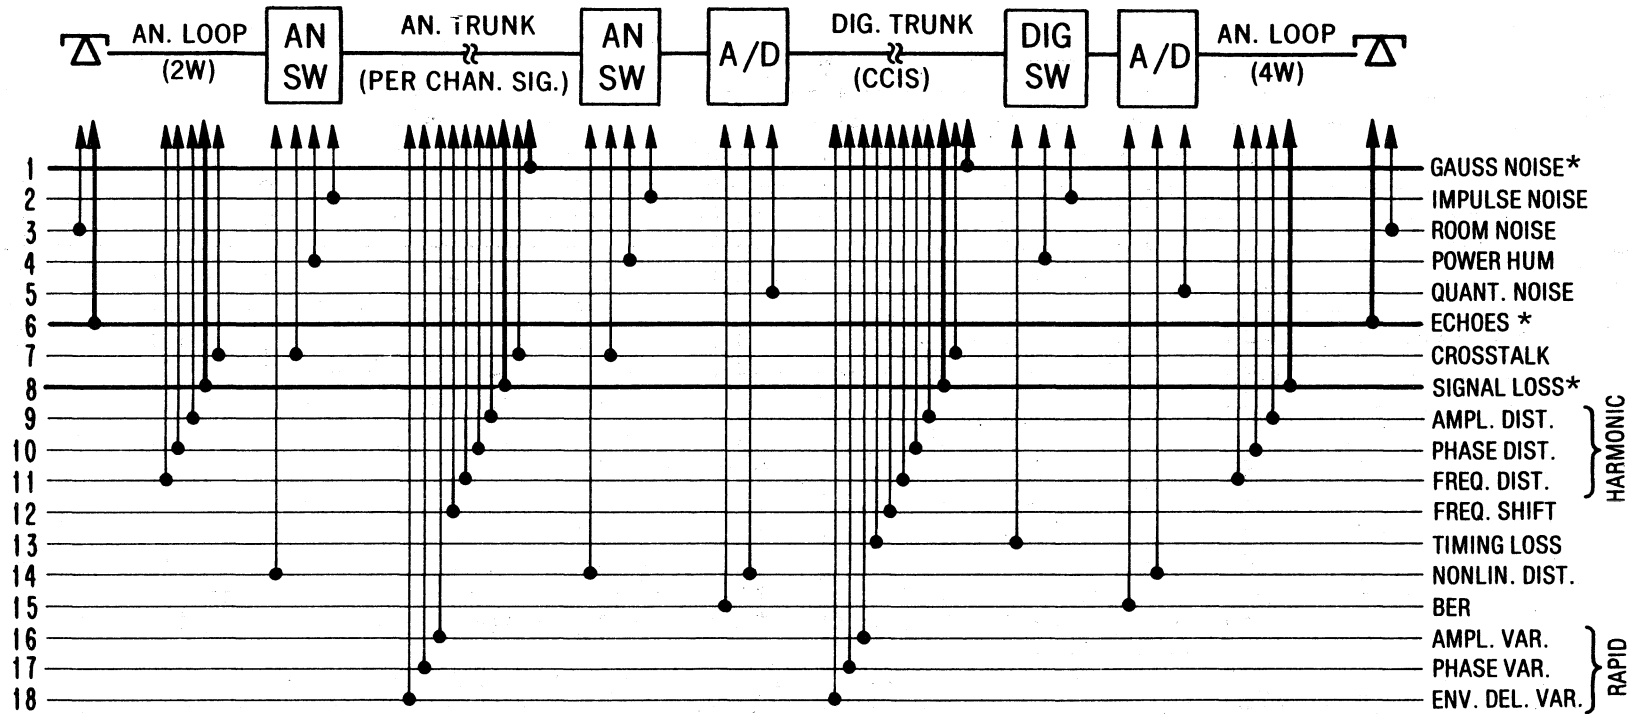 AN. LOOP
(2W)
AN
SW
AN. TRUNK
(PER CHAN. SIG.)
AN
SW
A/D
DIG. TRUNK
(CCIS)
DIG
SW
A/D
AN. LOOP
(4W)
1 GAUSS NOISE*
2 IMPULSE NOISE
3 ROOM NOISE
4 POWER HUM
5 QUANT. NOISE
6 ECHOES *
7 CROSSTALK
8 SIGNAL LOSS*
9 AMPL. DIST.
10 PHASE DIST.
11 FREQ. DIST.
HARMONIC
12 FREQ. SHIFT
13 TIMING LOSS
14 NONLIN. DIST.
15 BER
16 AMPL. VAR.
17 PHASE VAR.
18 ENV. DEL. VAR.
RAPID